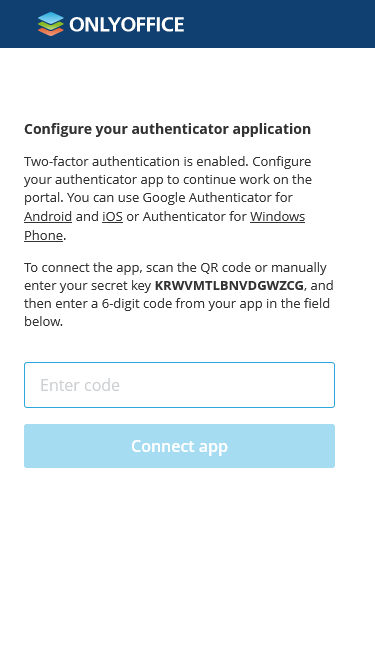 ONLYOFFICE
Configure your authenticator application
Two-factor authentication is enabled. Configure
your authenticator app to continue work on the
portal. You can use Google Authenticator for
Android and iOS or Authenticator for Windows
Phone.
To connect the app, scan the QR code or manually
enter your secret key KRWVMTLBNVDGWZCG, and
then enter a 6-digit code from your app in the field
below.
Enter code
Connect app